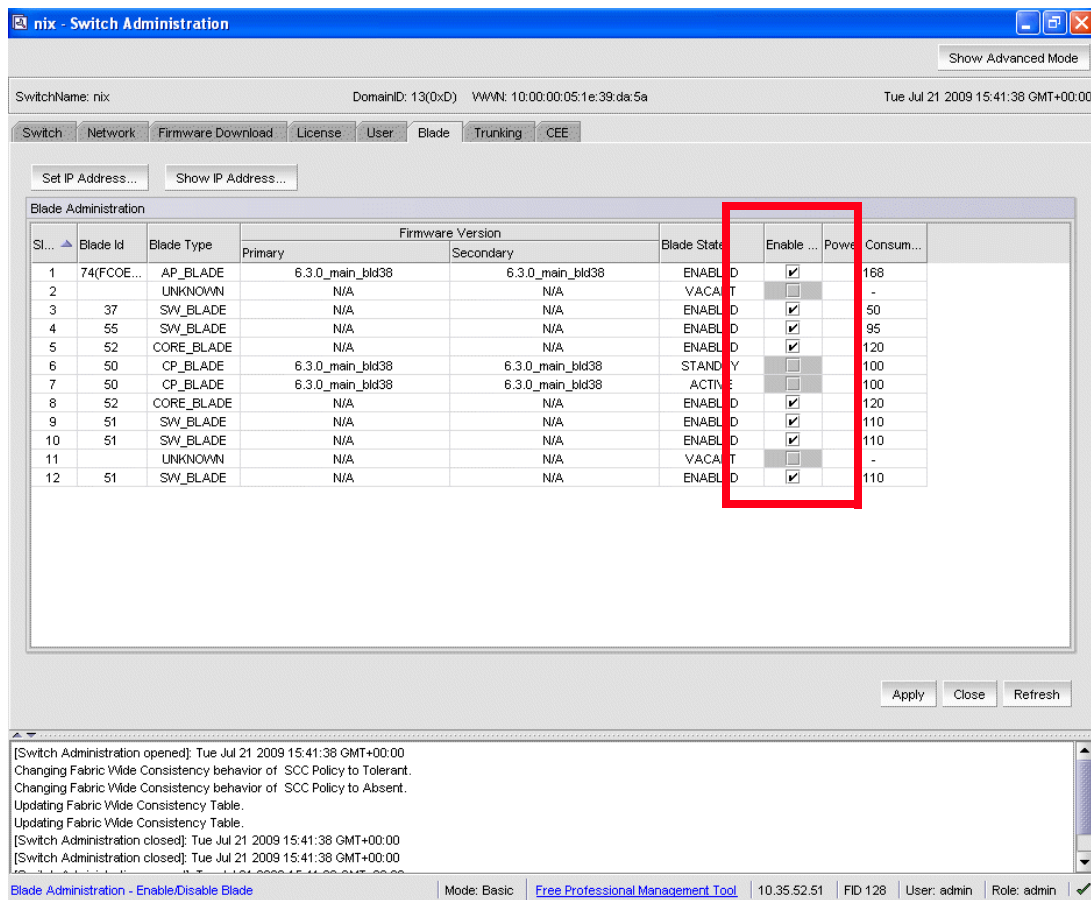 nix - Switch Administration
Show Advanced Mode
SwitchName: nix DomainID: 13(0xD) WWN: 10:00:00:05:1e:39:da:5a Tue Jul 21 2009 15:41:38 GMT+00:00
Switch Network Firmware Download License User Blade Trunking CEE
Set IP Address... Show IP Address...
Blade Administration
Sl... Blade Id Blade Type Firmware Version Blade State Enable ... Power Consum...
Primary Secondary
1 74(FCOE... AP_BLADE 6.3.0_main_bld38 6.3.0_main_bld38 ENABLED 168
2 UNKNOWN N/A N/A VACANT -
3 37 SW_BLADE N/A N/A ENABLED 50
4 55 SW_BLADE N/A N/A ENABLED 95
5 52 CORE_BLADE N/A N/A ENABLED 120
6 50 CP_BLADE 6.3.0_main_bld38 6.3.0_main_bld38 STANDBY 100
7 50 CP_BLADE 6.3.0_main_bld38 6.3.0_main_bld38 ACTIVE 100
8 52 CORE_BLADE N/A N/A ENABLED 120
9 51 SW_BLADE N/A N/A ENABLED 110
10 51 SW_BLADE N/A N/A ENABLED 110
11 UNKNOWN N/A N/A VACANT -
12 51 SW_BLADE N/A N/A ENABLED 110
Apply Close Refresh
[Switch Administration opened]: Tue Jul 21 2009 15:41:38 GMT+00:00
Changing Fabric Wide Consistency behavior of SCC Policy to Tolerant.
Changing Fabric Wide Consistency behavior of SCC Policy to Absent.
Updating Fabric Wide Consistency Table.
Updating Fabric Wide Consistency Table.
[Switch Administration closed]: Tue Jul 21 2009 15:41:38 GMT+00:00
[Switch Administration closed]: Tue Jul 21 2009 15:41:38 GMT+00:00
Blade Administration - Enable/Disable Blade Mode: Basic Free Professional Management Tool 10.35.52.51 FID 128 User: admin Role: admin